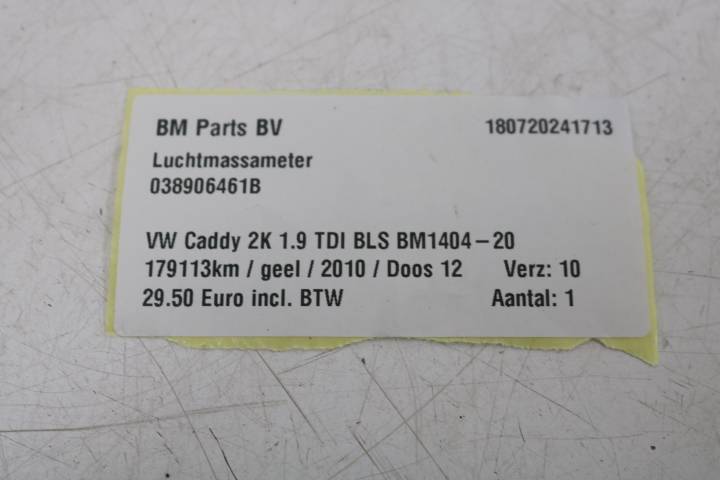 BM Parts BV 180720241713
Luchtmassameter
038906461B
VW Caddy 2K 1.9 TDI BLS BM1404-20
179113km / geel / 2010 / Doos 12 Verz: 10
29.50 Euro incl. BTW Aantal: 1